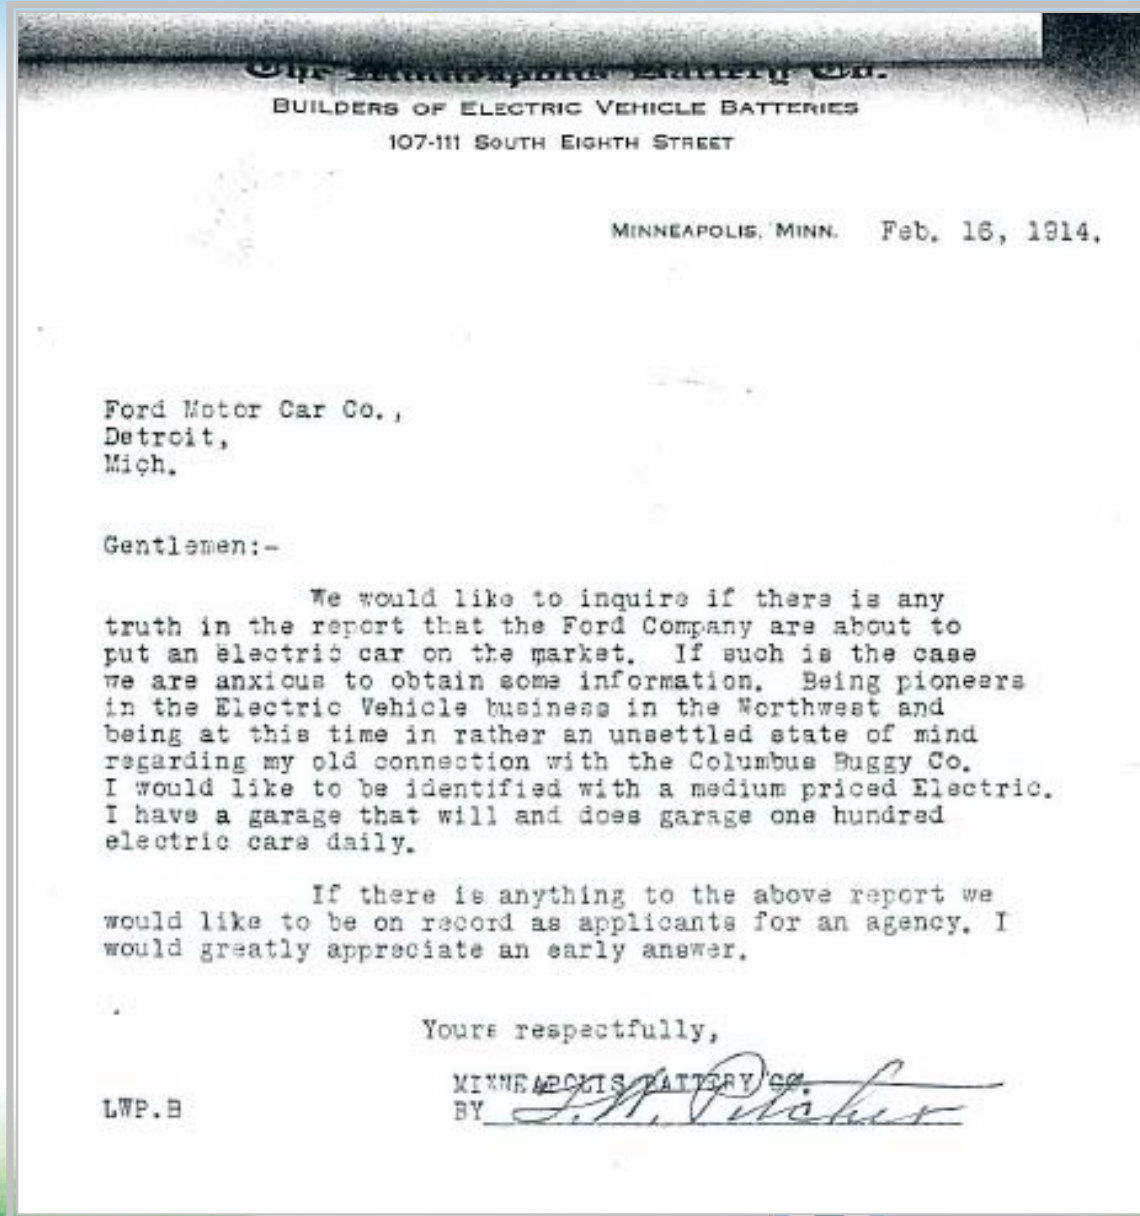 The Minneapolis Battery Co.
BUILDERS OF ELECTRIC VEHICLE BATTERIES
107-111 SOUTH EIGHTH STREET
MINNEAPOLIS, MINN. Feb. 16, 1914.
Ford Motor Car Co.,
Detroit,
Mich.
Gentlemen:-
We would like to inquire if there is any
truth in the report that the Ford Company are about to
put an electric car on the market. If such is the case
we are anxious to obtain some information. Being pioneers
in the Electric Vehicle business in the Northwest and
being at this time in rather an unsettled state of mind
regarding my old connection with the Columbus Buggy Co.
I would like to be identified with a medium priced Electric.
I have a garage that will and does garage one hundred
electric cars daily.
If there is anything to the above report we
would like to be on record as applicants for an agency. I
would greatly appreciate an early answer.
Yours respectfully,
MINNEAPOLIS BATTERY CO.
LWP.B BY L. W. Pitcher